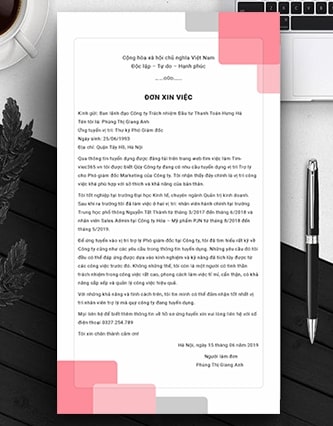 Cộng hòa xã hội chủ nghĩa Việt Nam
Độc lập – Tự do – Hạnh phúc
ĐƠN XIN VIỆC
Kính gửi: Ban lãnh đạo Công ty Trách nhiệm Đầu tư Thanh Toán Hưng Hà
Tên tôi là: Phùng Thị Giang Anh
Ứng tuyển vị trí: Thư ký Phó Giám đốc
Ngày sinh: 25/06/1993
Địa chỉ: Quận Tây Hồ, Hà Nội
Qua thông tin tuyển dụng được đăng tải trên trang web tìm việc làm Tim-
viec365.vn tôi được biết Qúy Công ty đang có nhu cầu tuyển dụng vị trí Trợ lý
cho Phó giám đốc Marketing của Công ty. Tôi nhận thấy đây chính là vị trí công
việc khá phù hợp với sở thích và khả năng của bản thân.
Tôi tốt nghiệp tại trường Đại học Kinh tế, chuyên ngành Quản trị kinh doanh.
Sau khi ra trường tôi đã làm việc ở hai vị trí: nhân viên hành chính tại trường
Trung học phổ thông Nguyễn Tất Thành từ tháng 3/2017 đến tháng 6/2018 và
nhân viên Sales Admin tại Công ty Hóa – Mỹ phẩm PJN từ tháng 8/2018 đến
tháng 5/2019.
Để ứng tuyển vào vị trí trợ lý Phó giám đốc tại Công ty, tôi đã tìm hiểu rất kỹ về
Công ty cũng như các yêu cầu trong thông tin tuyển dụng. Những yêu cầu đó tôi
đều có thể đáp ứng được dựa vào kinh nghiệm và kỹ năng đã tích lũy được từ
các công việc trước đó. Không những thế, tôi còn là một người có tinh thần
trách nhiệm trong công việc rất cao, phong cách làm việc tỉ mỉ, cẩn thận, có khả
năng sắp xếp và quản lý công việc hiệu quả.
Với những khả năng và tính cách trên, tôi tin mình có thể đảm nhận tốt nhất vị
trí nhân viên trợ lý mà quý công ty đang tuyển dụng.
Mọi liên hệ để biết thêm thông tin về hồ sơ ứng tuyển xin vui lòng liên hệ với số
điện thoại 0337.254.789
Tôi xin chân thành cảm ơn!
Hà Nội, ngày 15 tháng 06 năm 2019
Người làm đơn
Phùng Thị Giang Anh